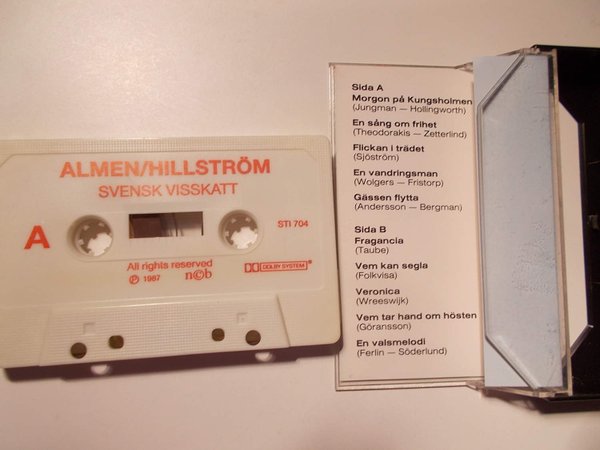 ALMEN/HILLSTRÖM
SVENSK VISSKATT
A
STI 704
All rights reserved
℗ 1987
n©b
DOLBY SYSTEM®
Sida A
Morgon på Kungsholmen
(Jungman – Hollingworth)
En sång om frihet
(Theodorakis – Zetterlind)
Flickan i trädet
(Sjöström)
En vandringsman
(Wolgers – Fristorp)
Gässen flytta
(Andersson – Bergman)
Sida B
Fragancia
(Taube)
Vem kan segla
(Folkvisa)
Veronica
(Wreeswijk)
Vem tar hand om hösten
(Göransson)
En valsmelodi
(Ferlin – Söderlund)